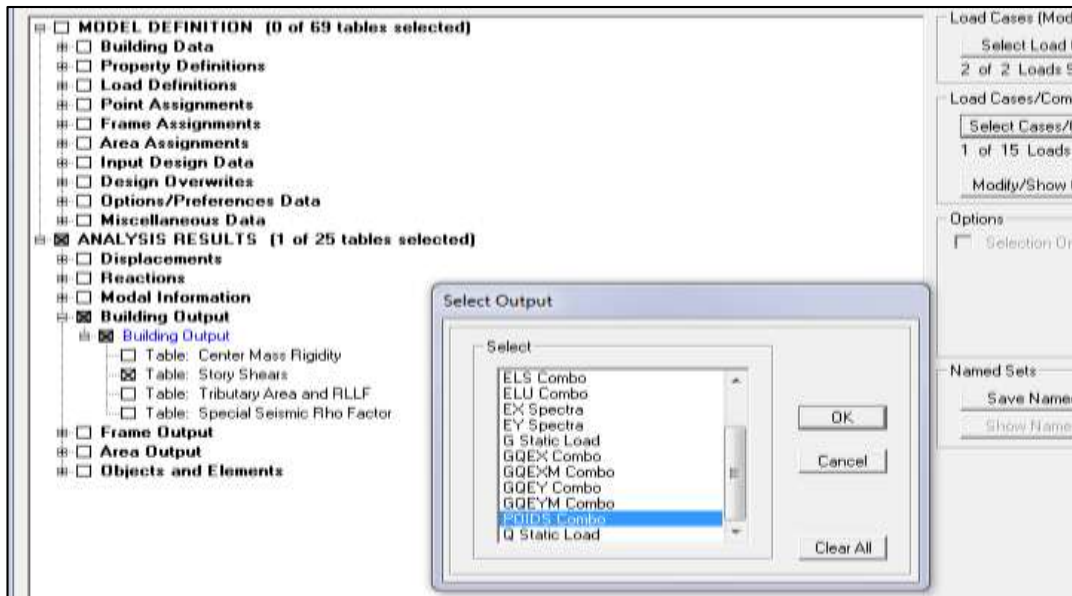 MODEL DEFINITION (0 of 69 tables selected)
Building Data
Property Definitions
Load Definitions
Point Assignments
Frame Assignments
Area Assignments
Input Design Data
Design Overwrites
Options/Preferences Data
Miscellaneous Data
ANALYSIS RESULTS (1 of 25 tables selected)
Displacements
Reactions
Modal Information
Building Output
Building Output
Table: Center Mass Rigidity
Table: Story Shears
Table: Tributary Area and RLLF
Table: Special Seismic Rho Factor
Frame Output
Area Output
Objects and Elements
Select Output
Select
ELS Combo
ELU Combo
EX Spectra
EY Spectra
G Static Load
GQEX Combo
GQEXM Combo
GQEY Combo
GQEYM Combo
POIDS Combo
Q Static Load
OK
Cancel
Clear All
Load Cases (Mod
Select Load
2 of 2 Loads S
Load Cases/Com
Select Cases/
1 of 15 Loads
Modify/Show
Options
Selection On
Named Sets
Save Name
Show Name